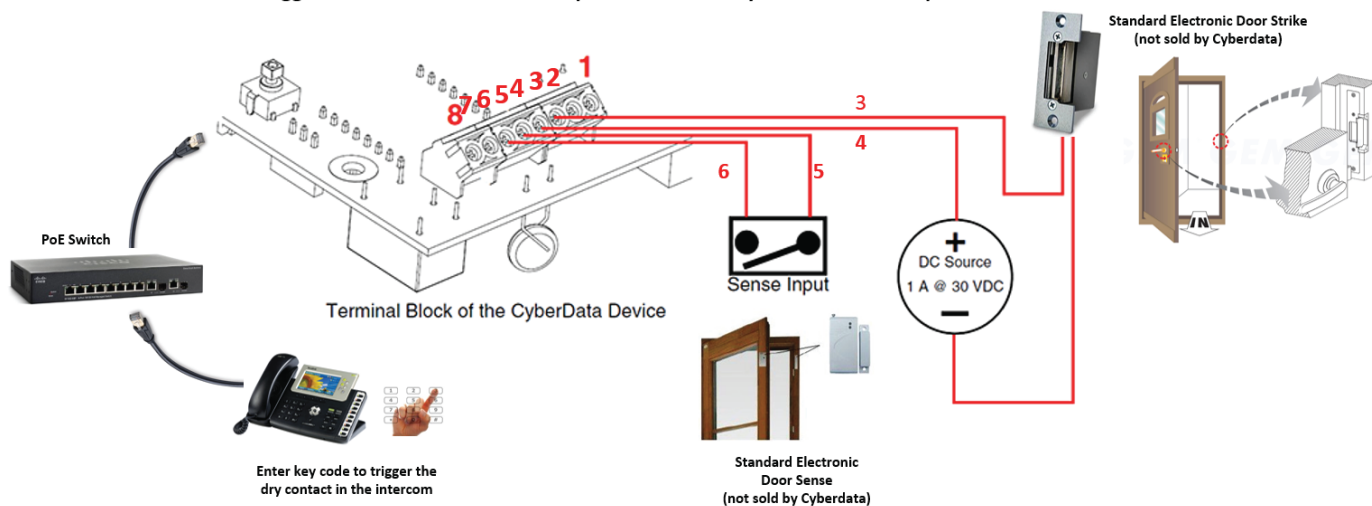 Standard Electronic Door Strike
(not sold by Cyberdata)
1
2
3
4
5
6
7
8
3
4
6
5
PoE Switch
+
DC Source
1 A @ 30 VDC
Sense Input
IN
Terminal Block of the CyberData Device
Enter key code to trigger the
dry contact in the intercom
Standard Electronic
Door Sense
(not sold by Cyberdata)